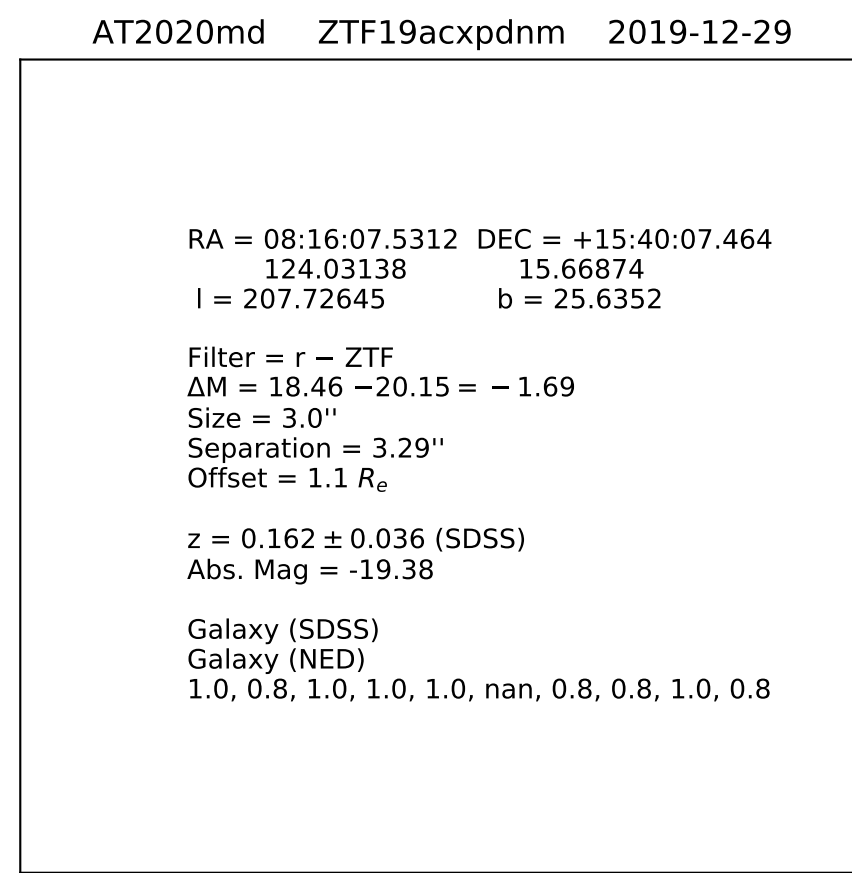 AT2020md ZTF19acxpdnm 2019-12-29
RA = 08:16:07.5312 DEC = +15:40:07.464
124.03138 15.66874
l = 207.72645 b = 25.6352
Filter = r − ZTF
ΔM = 18.46 −20.15 = − 1.69
Size = 3.0''
Separation = 3.29''
Offset = 1.1 Rₑ
z = 0.162 ± 0.036 (SDSS)
Abs. Mag = -19.38
Galaxy (SDSS)
Galaxy (NED)
1.0, 0.8, 1.0, 1.0, 1.0, nan, 0.8, 0.8, 1.0, 0.8